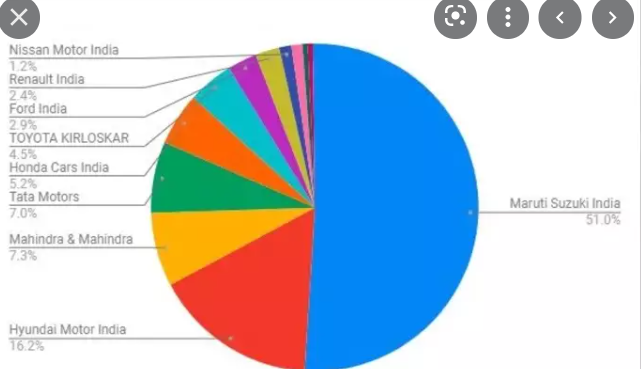 Nissan Motor India
1.2%
Renault India
2.4%
Ford India
2.9%
TOYOTA KIRLOSKAR
4.5%
Honda Cars India
5.2%
Tata Motors
7.0%
Mahindra & Mahindra
7.3%
Hyundai Motor India
16.2%
Maruti Suzuki India
51.0%